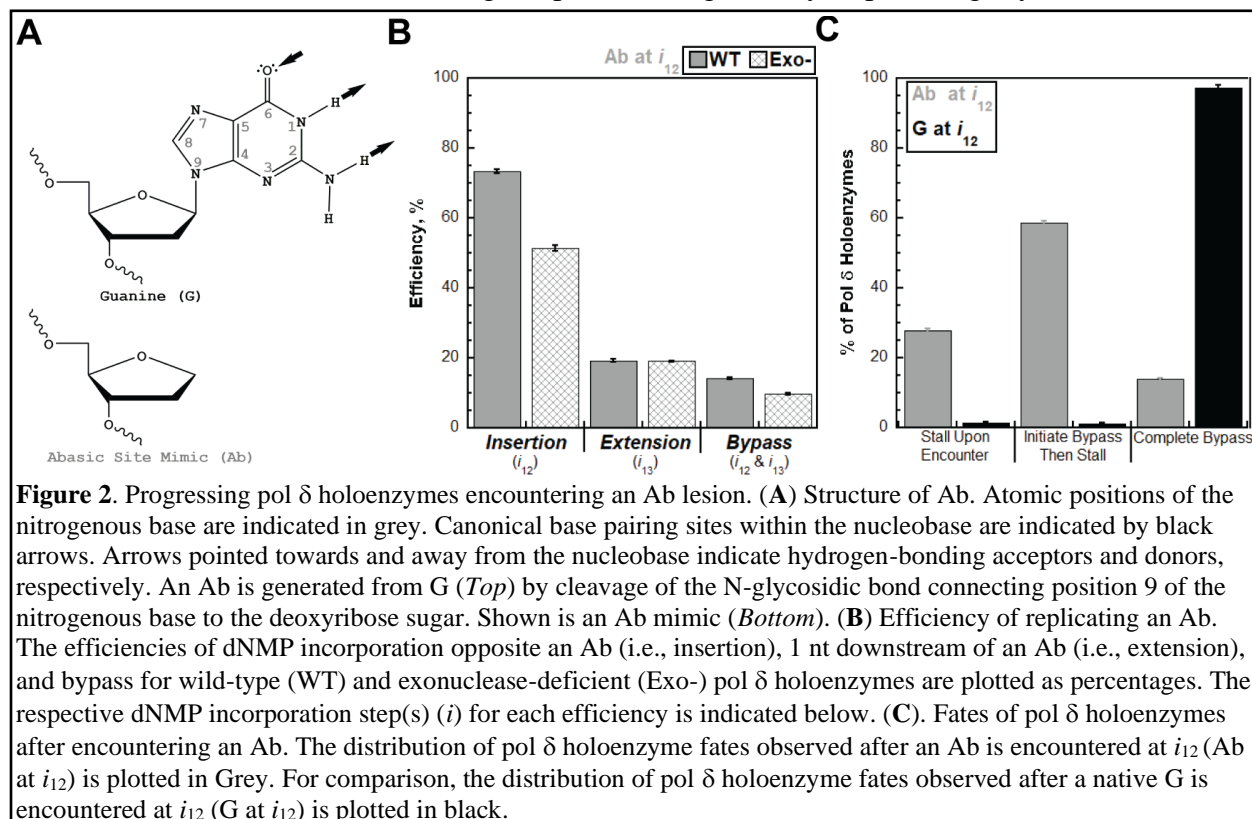 A
O
6
N
7
5
1
N
H
8
9
N
4
3
N
2
N
H
H
O
O
O
Guanine (G)
O
O
O
Abasic Site Mimic (Ab)
B
Ab at i12
WT
Exo-
Efficiency, %
100
80
60
40
20
0
Insertion
(i12)
Extension
(i13)
Bypass
(i12 & i13)
C
Ab at i12
G at i12
% of Pol δ Holoenzymes
100
80
60
40
20
0
Stall Upon
Encounter
Initiate Bypass
Then Stall
Complete Bypass
Figure 2. Progressing pol δ holoenzymes encountering an Ab lesion. (A) Structure of Ab. Atomic positions of the
nitrogenous base are indicated in grey. Canonical base pairing sites within the nucleobase are indicated by black
arrows. Arrows pointed towards and away from the nucleobase indicate hydrogen-bonding acceptors and donors,
respectively. An Ab is generated from G (Top) by cleavage of the N-glycosidic bond connecting position 9 of the
nitrogenous base to the deoxyribose sugar. Shown is an Ab mimic (Bottom). (B) Efficiency of replicating an Ab.
The efficiencies of dNMP incorporation opposite an Ab (i.e., insertion), 1 nt downstream of an Ab (i.e., extension),
and bypass for wild-type (WT) and exonuclease-deficient (Exo-) pol δ holoenzymes are plotted as percentages. The
respective dNMP incorporation step(s) (i) for each efficiency is indicated below. (C). Fates of pol δ holoenzymes
after encountering an Ab. The distribution of pol δ holoenzyme fates observed after an Ab is encountered at i12 (Ab
at i12) is plotted in Grey. For comparison, the distribution of pol δ holoenzyme fates observed after a native G is
encountered at i12 (G at i12) is plotted in black.